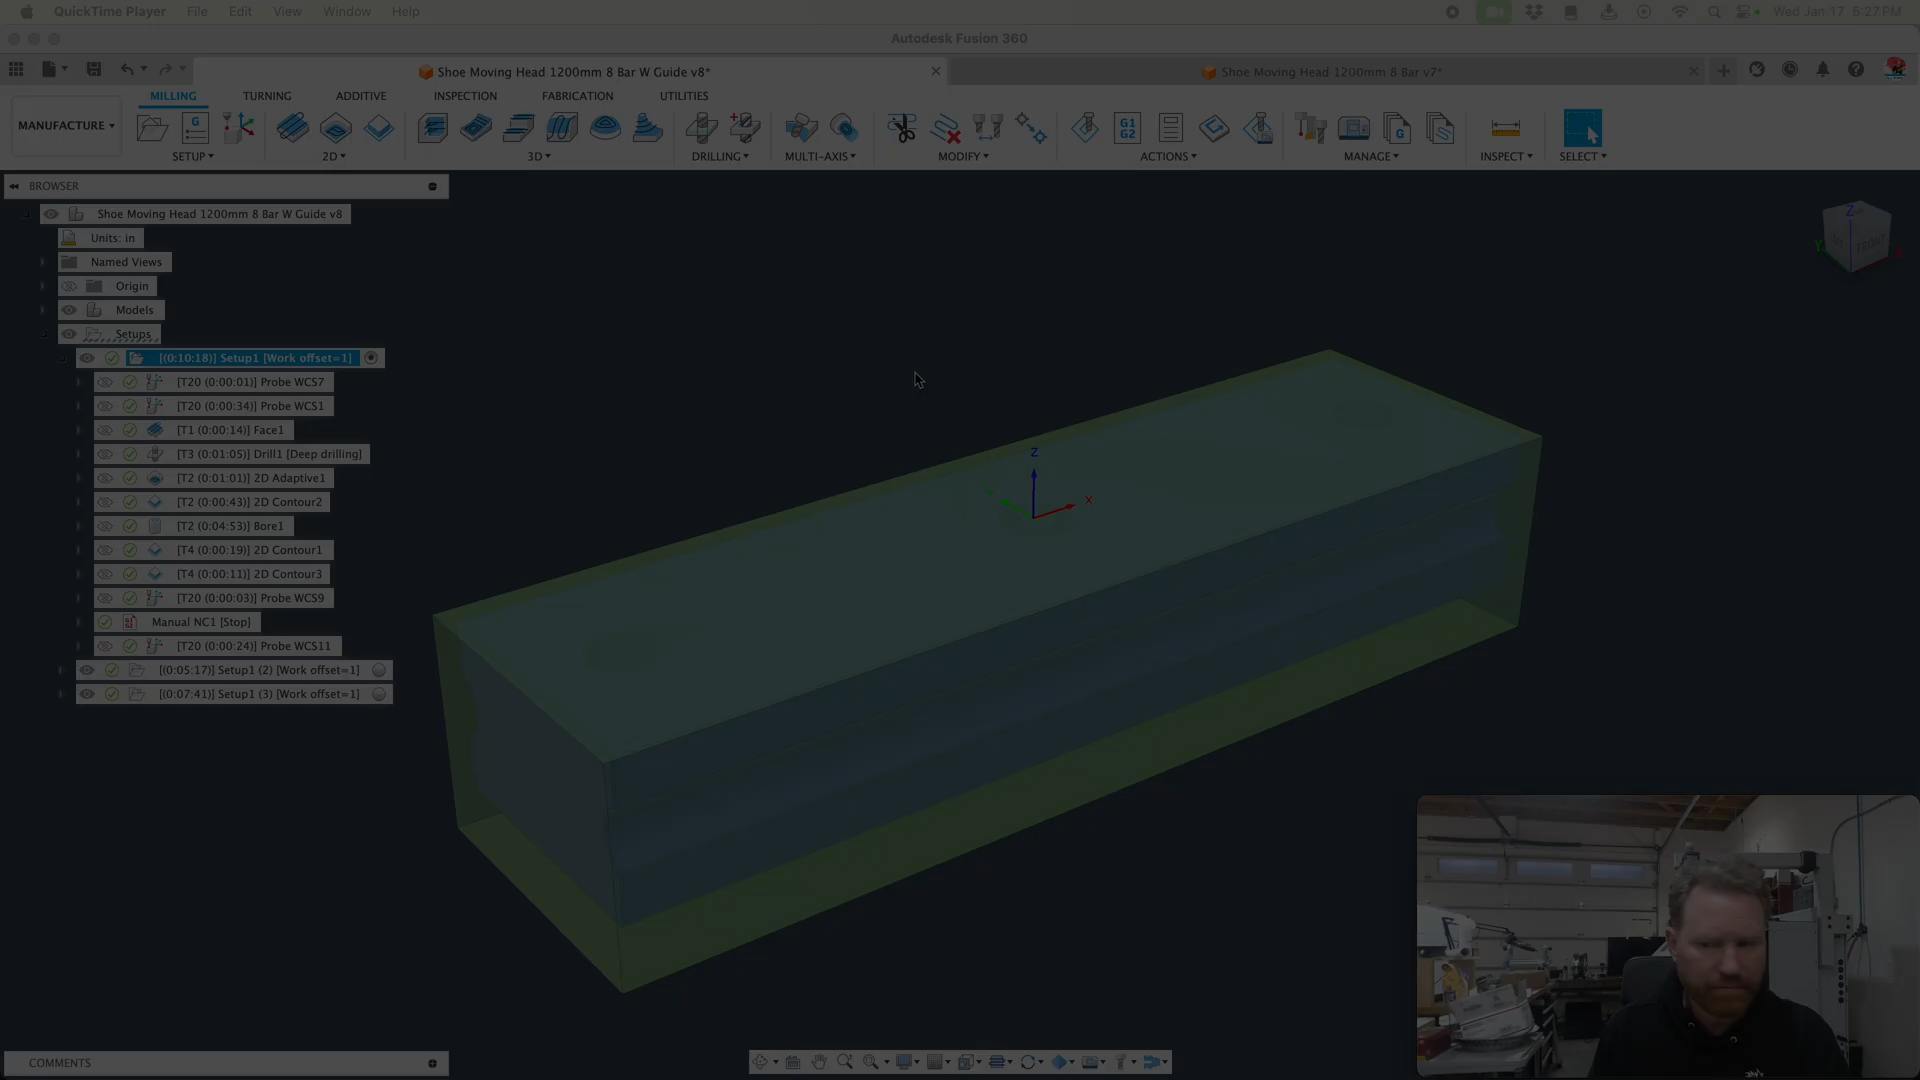 QuickTime Player File Edit View Window Help Wed Jan 17 5:27 PM
Autodesk Fusion 360
Shoe Moving Head 1200mm 8 Bar W Guide v8* Shoe Moving Head 1200mm 8 Bar v7*
MILLING TURNING ADDITIVE INSPECTION FABRICATION UTILITIES
MANUFACTURE
G G1 G2 G
SETUP 2D 3D DRILLING MULTI-AXIS MODIFY ACTIONS MANAGE INSPECT SELECT
BROWSER
Shoe Moving Head 1200mm 8 Bar W Guide v8
Units: in
Named Views
Origin
Models
Setups
[(0:10:18)] Setup1 [Work offset=1]
[T20 (0:00:01)] Probe WCS7
[T20 (0:00:34)] Probe WCS1
[T1 (0:00:14)] Face1
[T3 (0:01:05)] Drill1 [Deep drilling]
[T2 (0:01:01)] 2D Adaptive1
[T2 (0:00:43)] 2D Contour2
[T2 (0:04:53)] Bore1
[T4 (0:00:19)] 2D Contour1
[T4 (0:00:11)] 2D Contour3
[T20 (0:00:03)] Probe WCS9
Manual NC1 [Stop]
[T20 (0:00:24)] Probe WCS11
[(0:05:17)] Setup1 (2) [Work offset=1]
[(0:07:41)] Setup1 (3) [Work offset=1]
Z
Y
FRONT
Z
X
COMMENTS